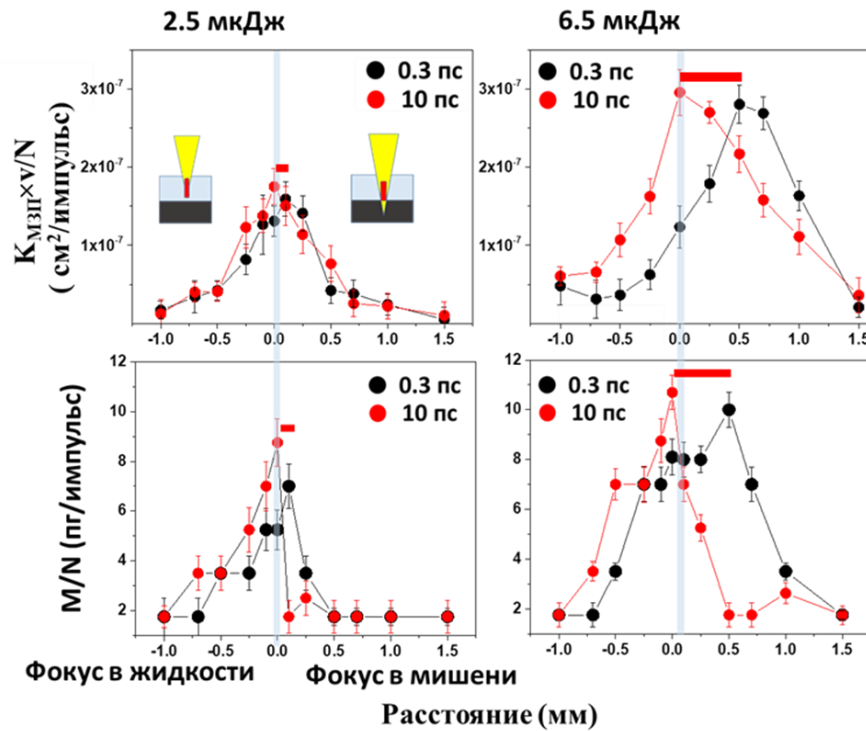 2.5 мкДж
6.5 мкДж
K_МЗП×v/N
( см²/импульс)
3x10⁻⁷
2x10⁻⁷
1x10⁻⁷
0.3 пс
10 пс
-1.0 -0.5 0.0 0.5 1.0 1.5
3x10⁻⁷
2x10⁻⁷
1x10⁻⁷
0.3 пс
10 пс
-1.0 -0.5 0.0 0.5 1.0 1.5
M/N (пг/импульс)
12
10
8
6
4
2
0.3 пс
10 пс
-1.0 -0.5 0.0 0.5 1.0 1.5
12
10
8
6
4
2
0.3 пс
10 пс
-1.0 -0.5 0.0 0.5 1.0 1.5
Фокус в жидкости
Фокус в мишени
Расстояние (мм)